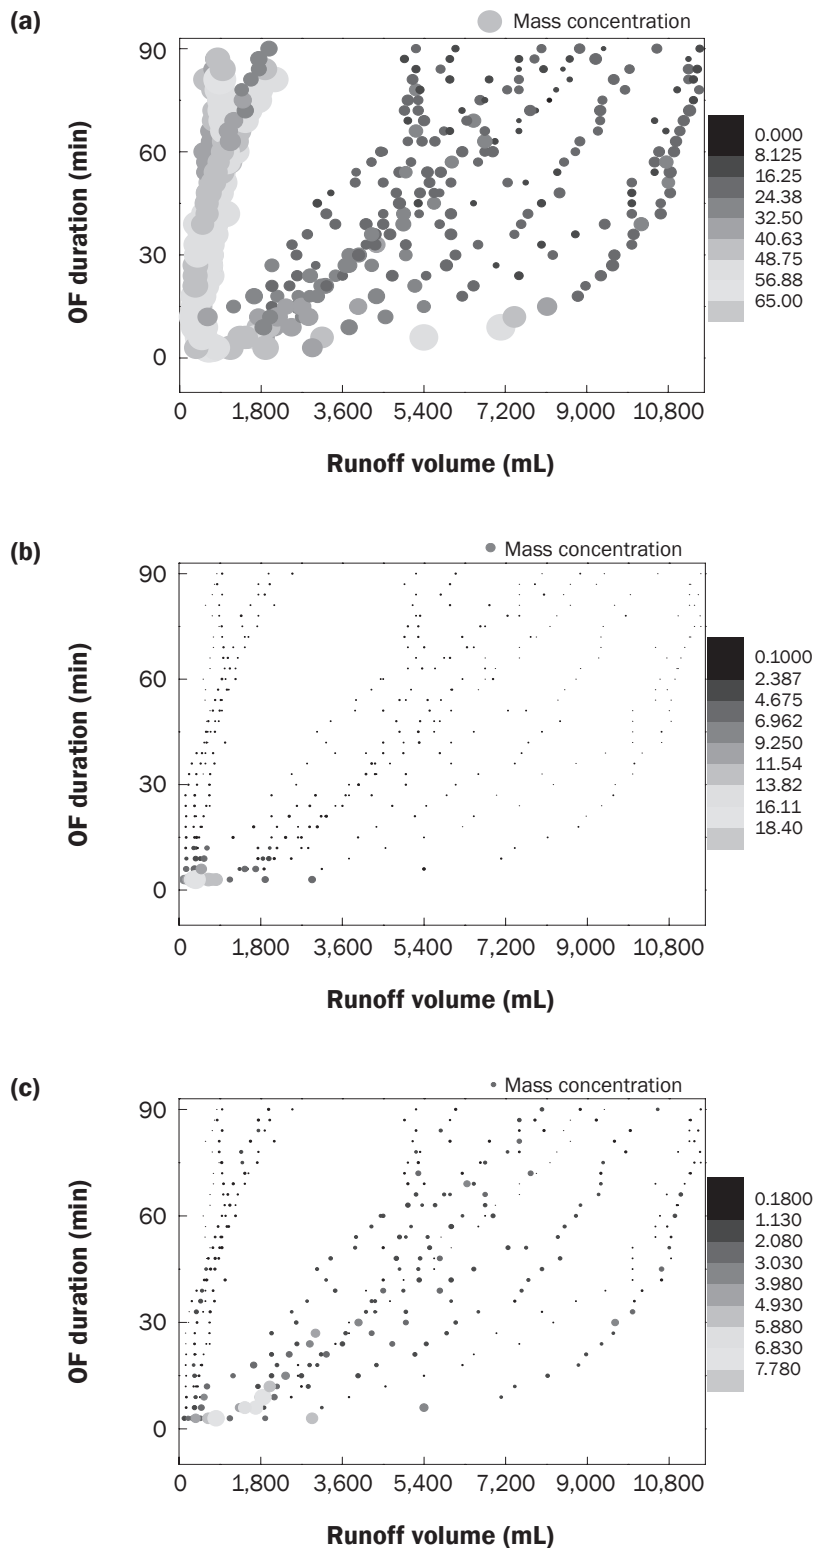 (a)
Mass concentration
90
60
30
0
OF duration (min)
0 1,800 3,600 5,400 7,200 9,000 10,800
Runoff volume (mL)
0.000
8.125
16.25
24.38
32.50
40.63
48.75
56.88
65.00
(b)
Mass concentration
90
60
30
0
OF duration (min)
0 1,800 3,600 5,400 7,200 9,000 10,800
Runoff volume (mL)
0.1000
2.387
4.675
6.962
9.250
11.54
13.82
16.11
18.40
(c)
Mass concentration
90
60
30
0
OF duration (min)
0 1,800 3,600 5,400 7,200 9,000 10,800
Runoff volume (mL)
0.1800
1.130
2.080
3.030
3.980
4.930
5.880
6.830
7.780